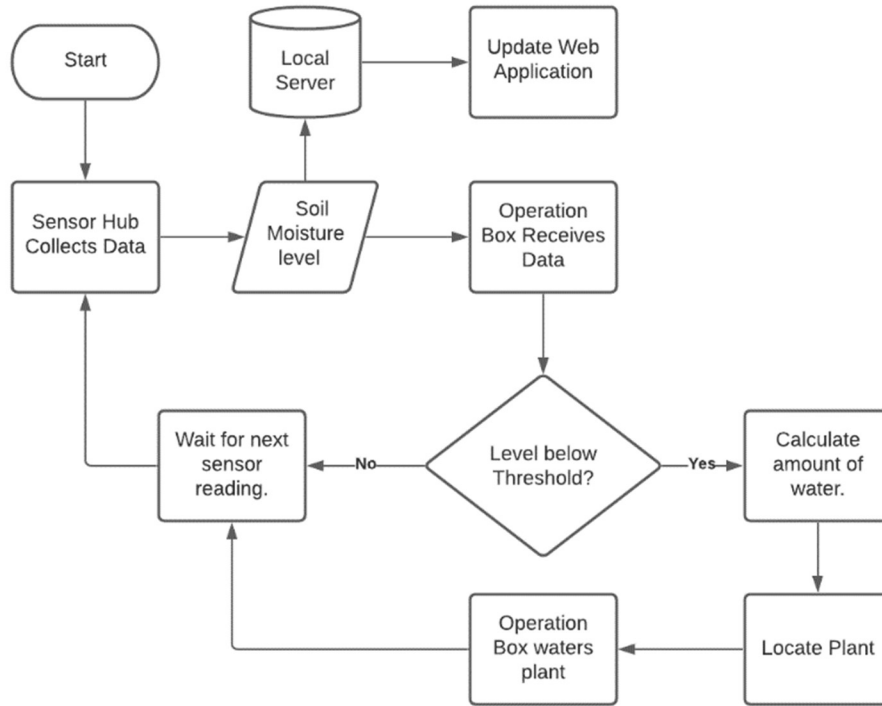 Start
Local
Server
Update Web
Application
Sensor Hub
Collects Data
Soil
Moisture
level
Operation
Box Receives
Data
Wait for next
sensor
reading.
No
Level below
Threshold?
Yes
Calculate
amount of
water.
Operation
Box waters
plant
Locate Plant